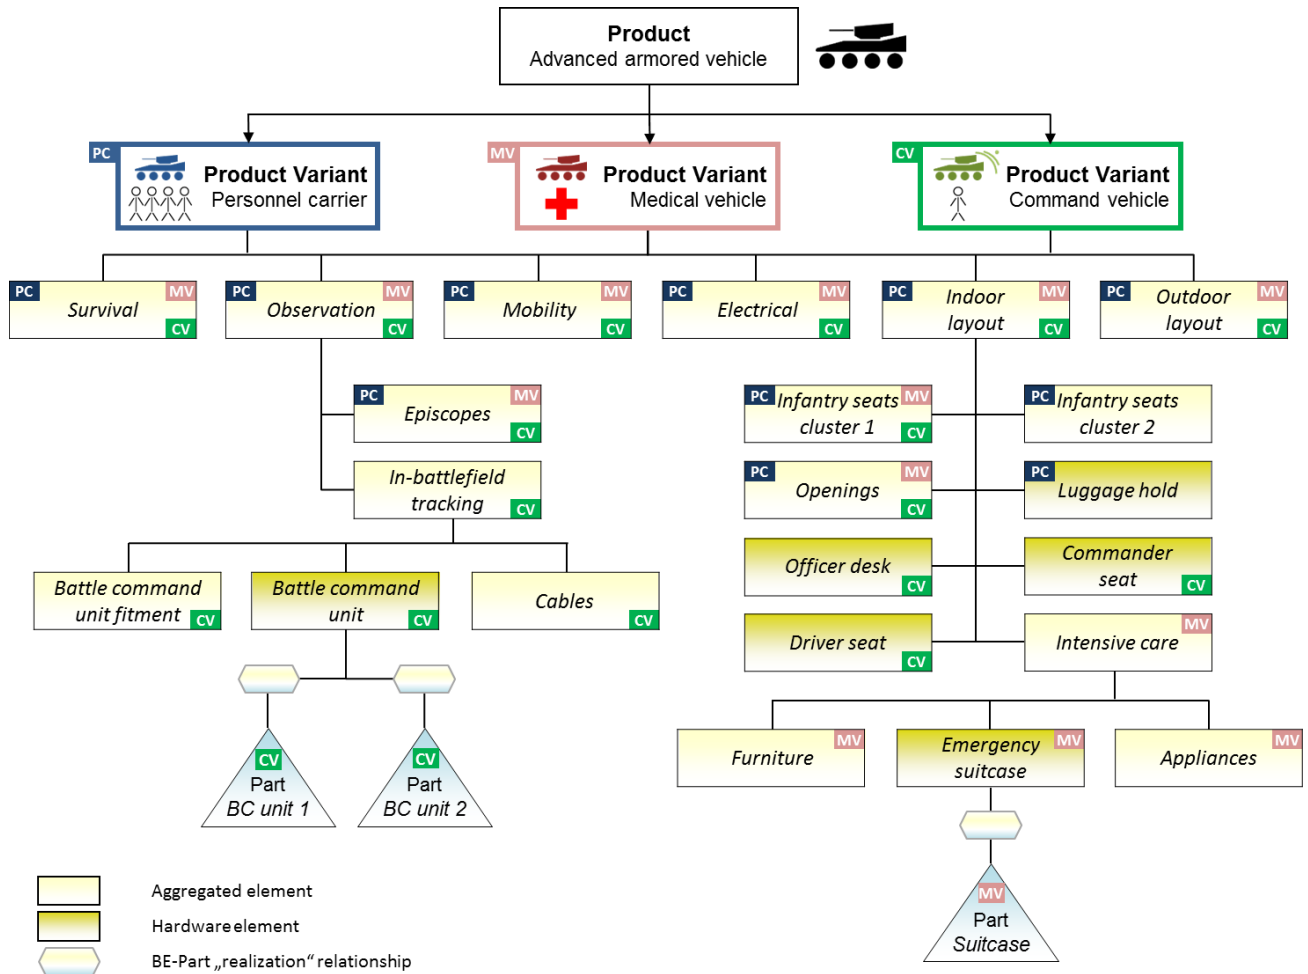 Product
Advanced armored vehicle
PC
Product Variant
Personnel carrier
MV
Product Variant
Medical vehicle
CV
Product Variant
Command vehicle
PC
MV
Survival
CV
PC
MV
Observation
CV
PC
MV
Mobility
CV
PC
MV
Electrical
CV
PC
MV
Indoor
layout
CV
PC
MV
Outdoor
layout
CV
PC
MV
Episcopes
CV
In-battlefield
tracking
CV
Battle command
unit fitment
CV
Battle command
unit
CV
Cables
CV
CV
Part
BC unit 1
CV
Part
BC unit 2
PC
MV
Infantry seats
cluster 1
CV
PC
Infantry seats
cluster 2
PC
MV
Openings
CV
PC
Luggage hold
Officer desk
CV
Commander
seat
CV
Driver seat
CV
MV
Intensive care
MV
Furniture
MV
Emergency
suitcase
MV
Appliances
MV
Part
Suitcase
Aggregated element
Hardware element
BE-Part „realization“ relationship